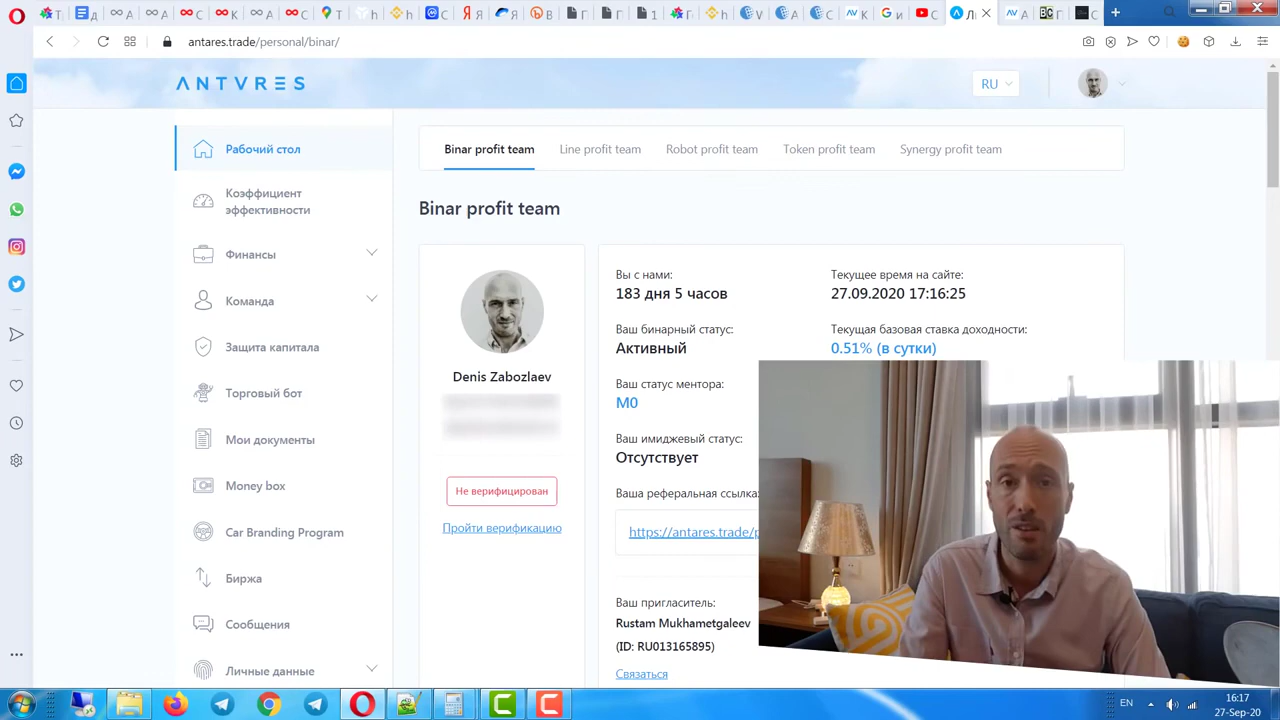 antares.trade/personal/binar/
ANTVRES
RU
Рабочий стол
Коэффициент
эффективности
Финансы
Команда
Защита капитала
Торговый бот
Мои документы
Money box
Car Branding Program
Биржа
Сообщения
Личные данные
Binar profit team
Line profit team
Robot profit team
Token profit team
Synergy profit team
Binar profit team
Denis Zabozlaev
Не верифицирован
Пройти верификацию
Вы с нами:
183 дня 5 часов
Ваш бинарный статус:
Активный
Ваш статус ментора:
M0
Ваш имиджевый статус:
Отсутствует
Ваша реферальная ссылка:
https://antares.trade/p
Ваш пригласитель:
Rustam Mukhametgaleev
(ID: RU013165895)
Связаться
Текущее время на сайте:
27.09.2020 17:16:25
Текущая базовая ставка доходности:
0.51% (в сутки)
EN
16:17
27-Sep-20